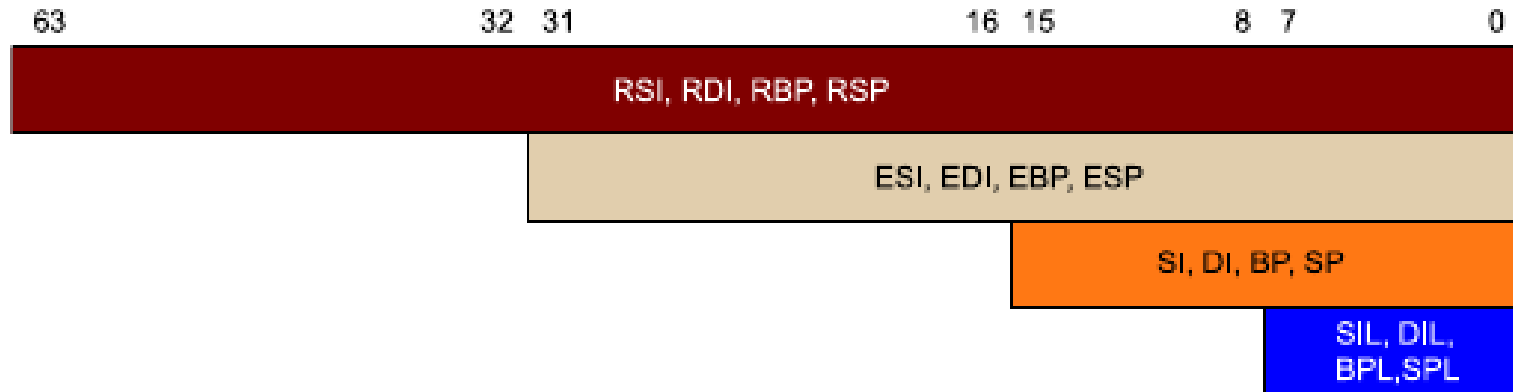 63 32 31 16 15 8 7 0
RSI, RDI, RBP, RSP
ESI, EDI, EBP, ESP
SI, DI, BP, SP
SIL, DIL,
BPL,SPL